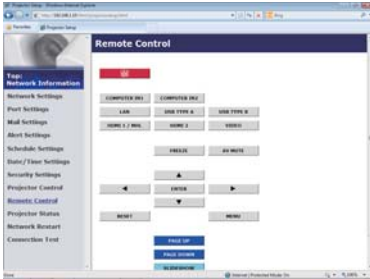 Projector Setup - Windows Internet Explorer
Favorites
Projector Setup
Remote Control
Top:
Network Information
Network Settings
Port Settings
Mail Settings
Alert Settings
Schedule Settings
Date/Time Settings
Security Settings
Projector Control
Remote Control
Projector Status
Network Restart
Connection Test
COMPUTER IN1 COMPUTER IN2
LAN USB TYPE A USB TYPE B
HDMI 1 / MHL HDMI 2 VIDEO
FREEZE AV MUTE
ENTER
RESET MENU
PAGE UP
PAGE DOWN
SLIDESHOW
Done
Internet | Protected Mode: On
100%